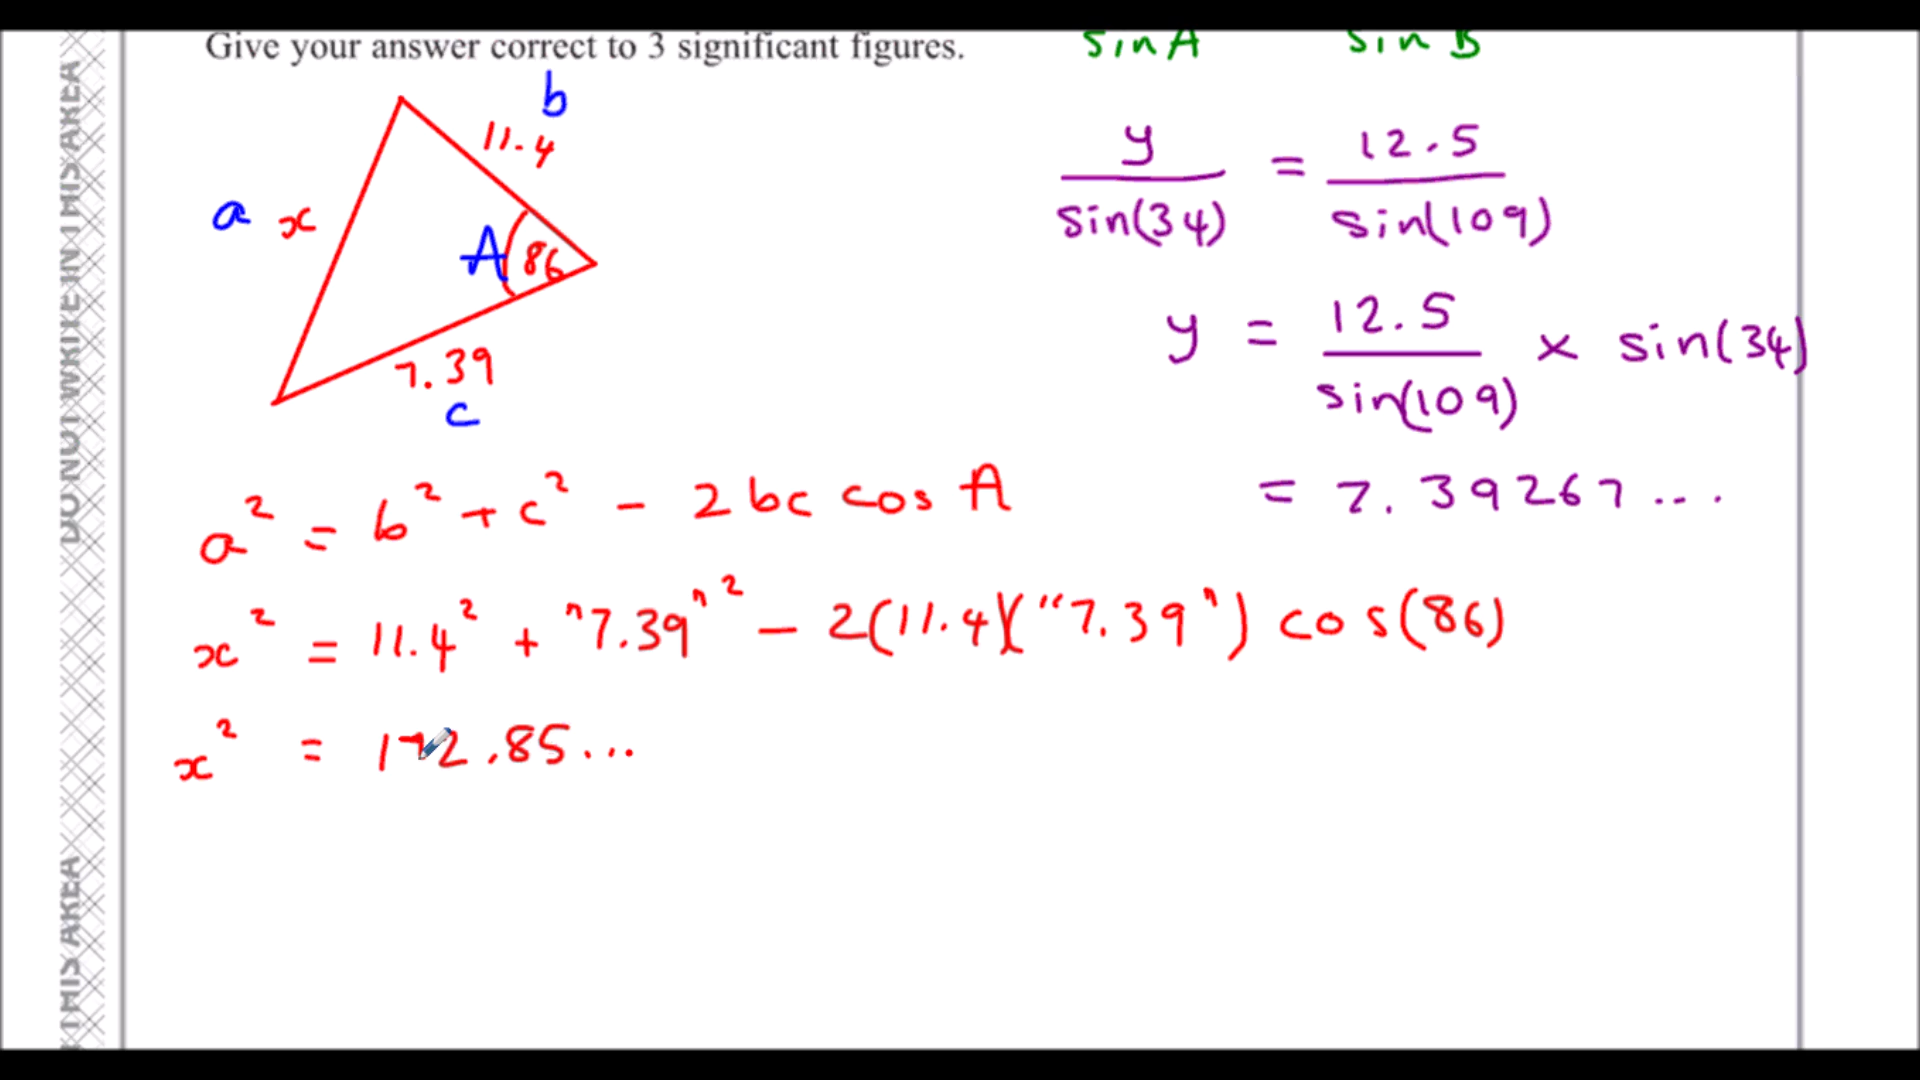 Give your answer correct to 3 significant figures.
sin A sin B
b
11.4
a x
A 86
7.39
c
y / sin(34) = 12.5 / sin(109)
y = 12.5 / sin(109) × sin(34)
= 7.39267...
a² = b² + c² - 2bc cos A
x² = 11.4² + "7.39"² - 2(11.4)("7.39") cos(86)
x² = 172.85...
DO NOT WRITE IN THIS AREA
THIS AREA